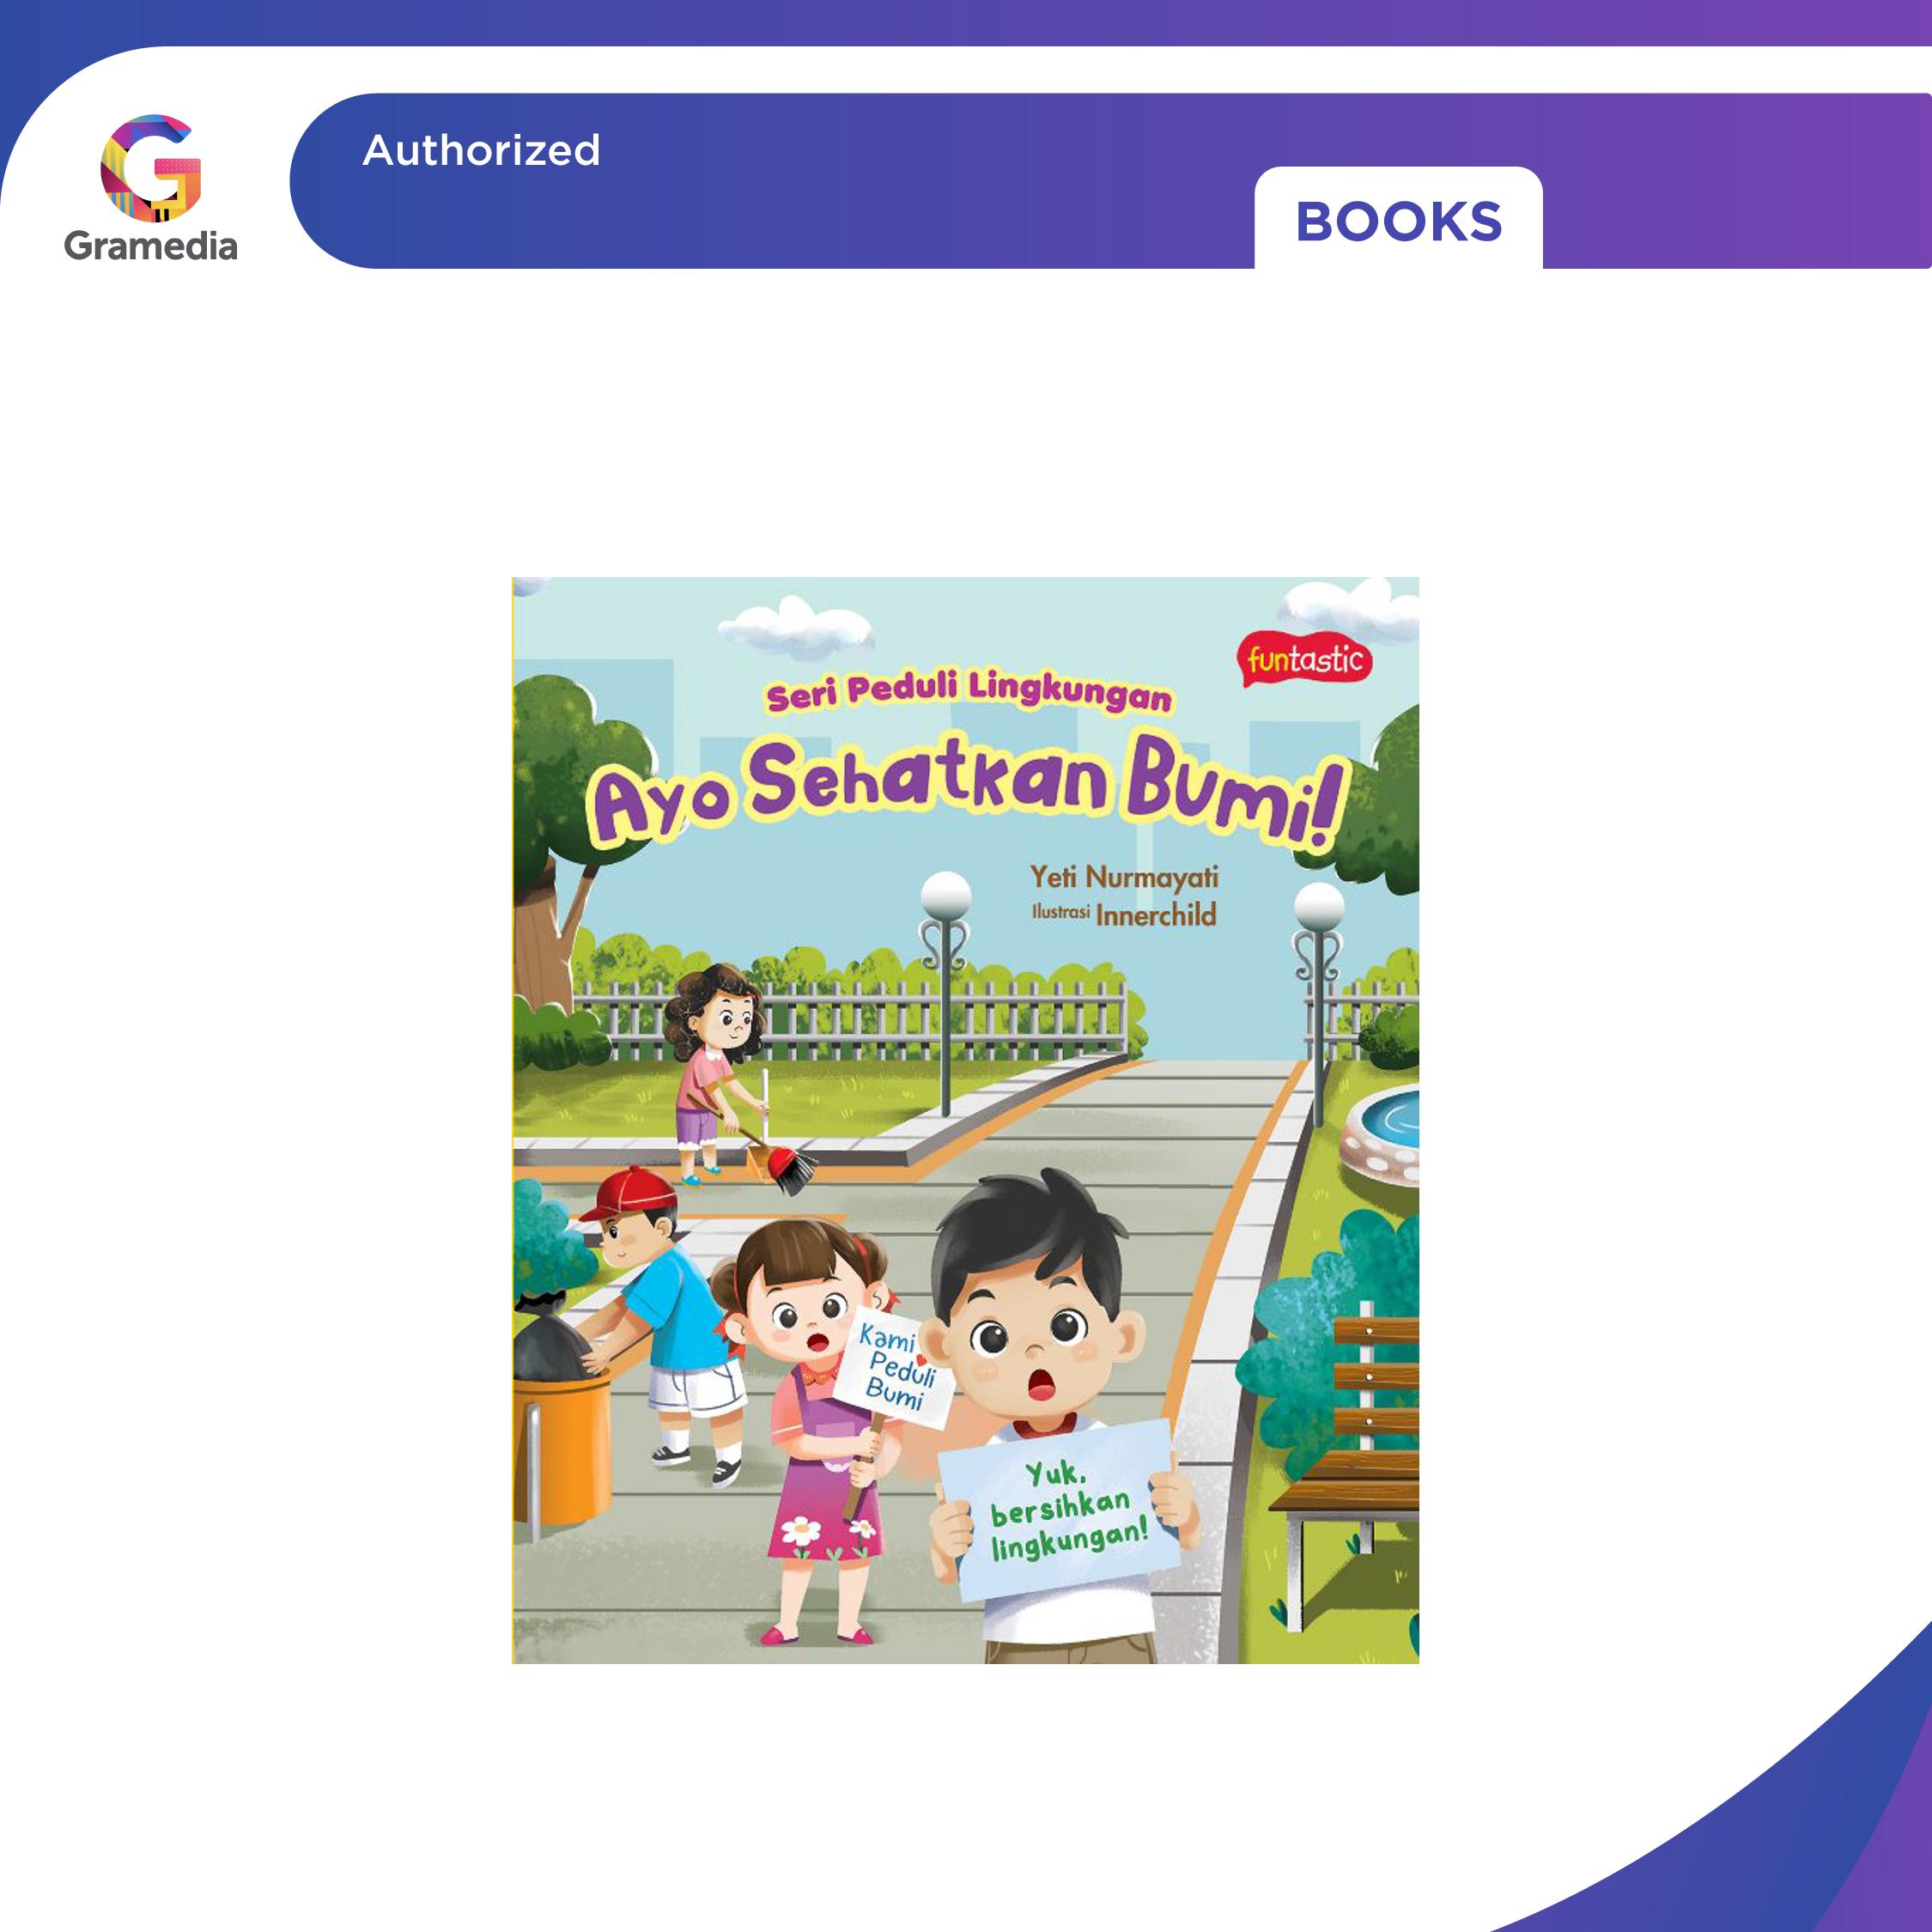 Gramedia
Authorized
BOOKS
funtastic
Seri Peduli Lingkungan
Ayo Sehatkan Bumi!
Yeti Nurmayati
Ilustrasi Innerchild
Kami
Peduli
Bumi
Yuk,
bersihkan
lingkungan!